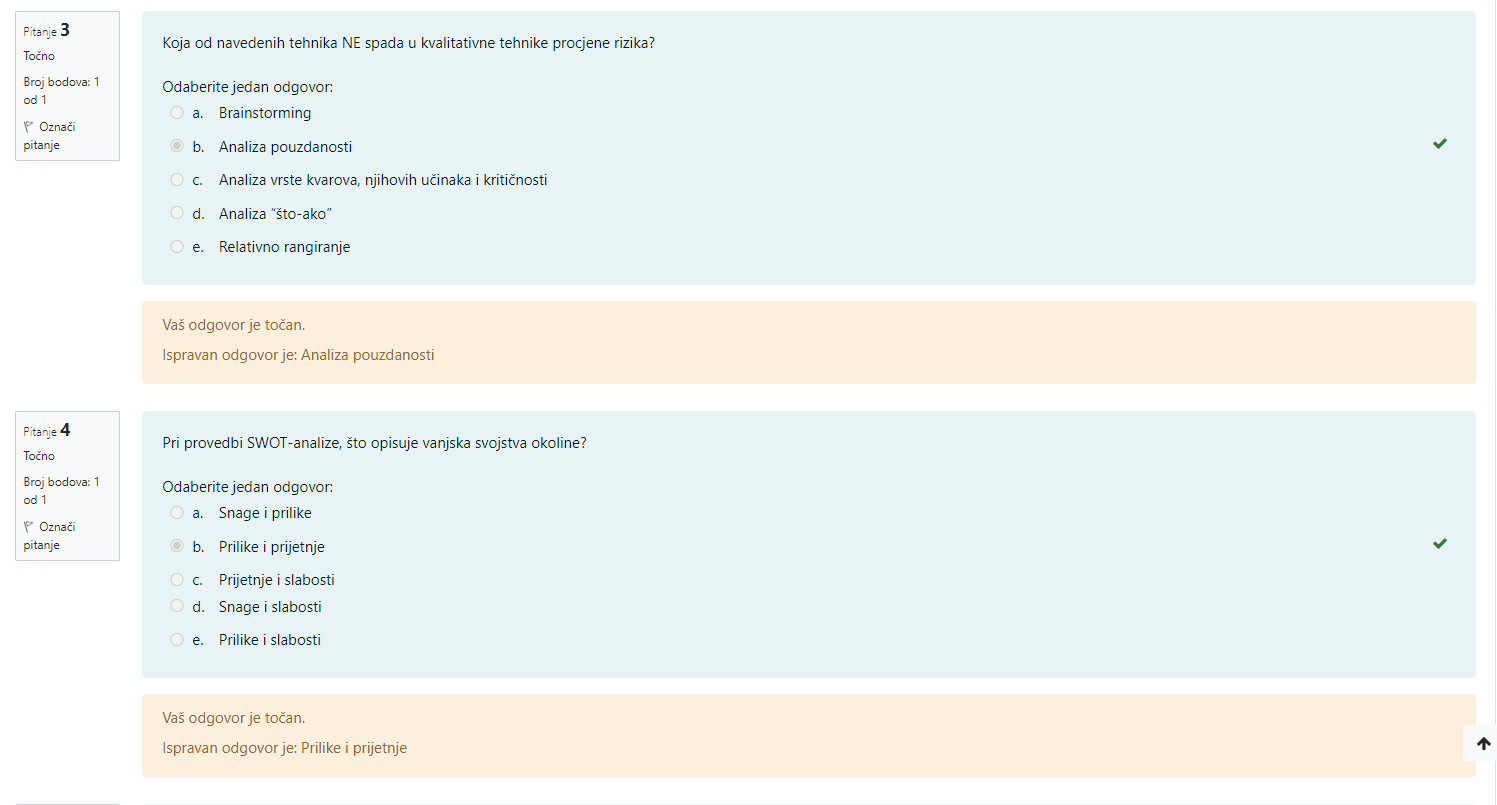 Pitanje 3
Točno
Broj bodova: 1
od 1
Označi
pitanje
Koja od navedenih tehnika NE spada u kvalitativne tehnike procjene rizika?
Odaberite jedan odgovor:
a. Brainstorming
b. Analiza pouzdanosti
c. Analiza vrste kvarova, njihovih učinaka i kritičnosti
d. Analiza “što-ako”
e. Relativno rangiranje
Vaš odgovor je točan.
Ispravan odgovor je: Analiza pouzdanosti
Pitanje 4
Točno
Broj bodova: 1
od 1
Označi
pitanje
Pri provedbi SWOT-analize, što opisuje vanjska svojstva okoline?
Odaberite jedan odgovor:
a. Snage i prilike
b. Prilike i prijetnje
c. Prijetnje i slabosti
d. Snage i slabosti
e. Prilike i slabosti
Vaš odgovor je točan.
Ispravan odgovor je: Prilike i prijetnje